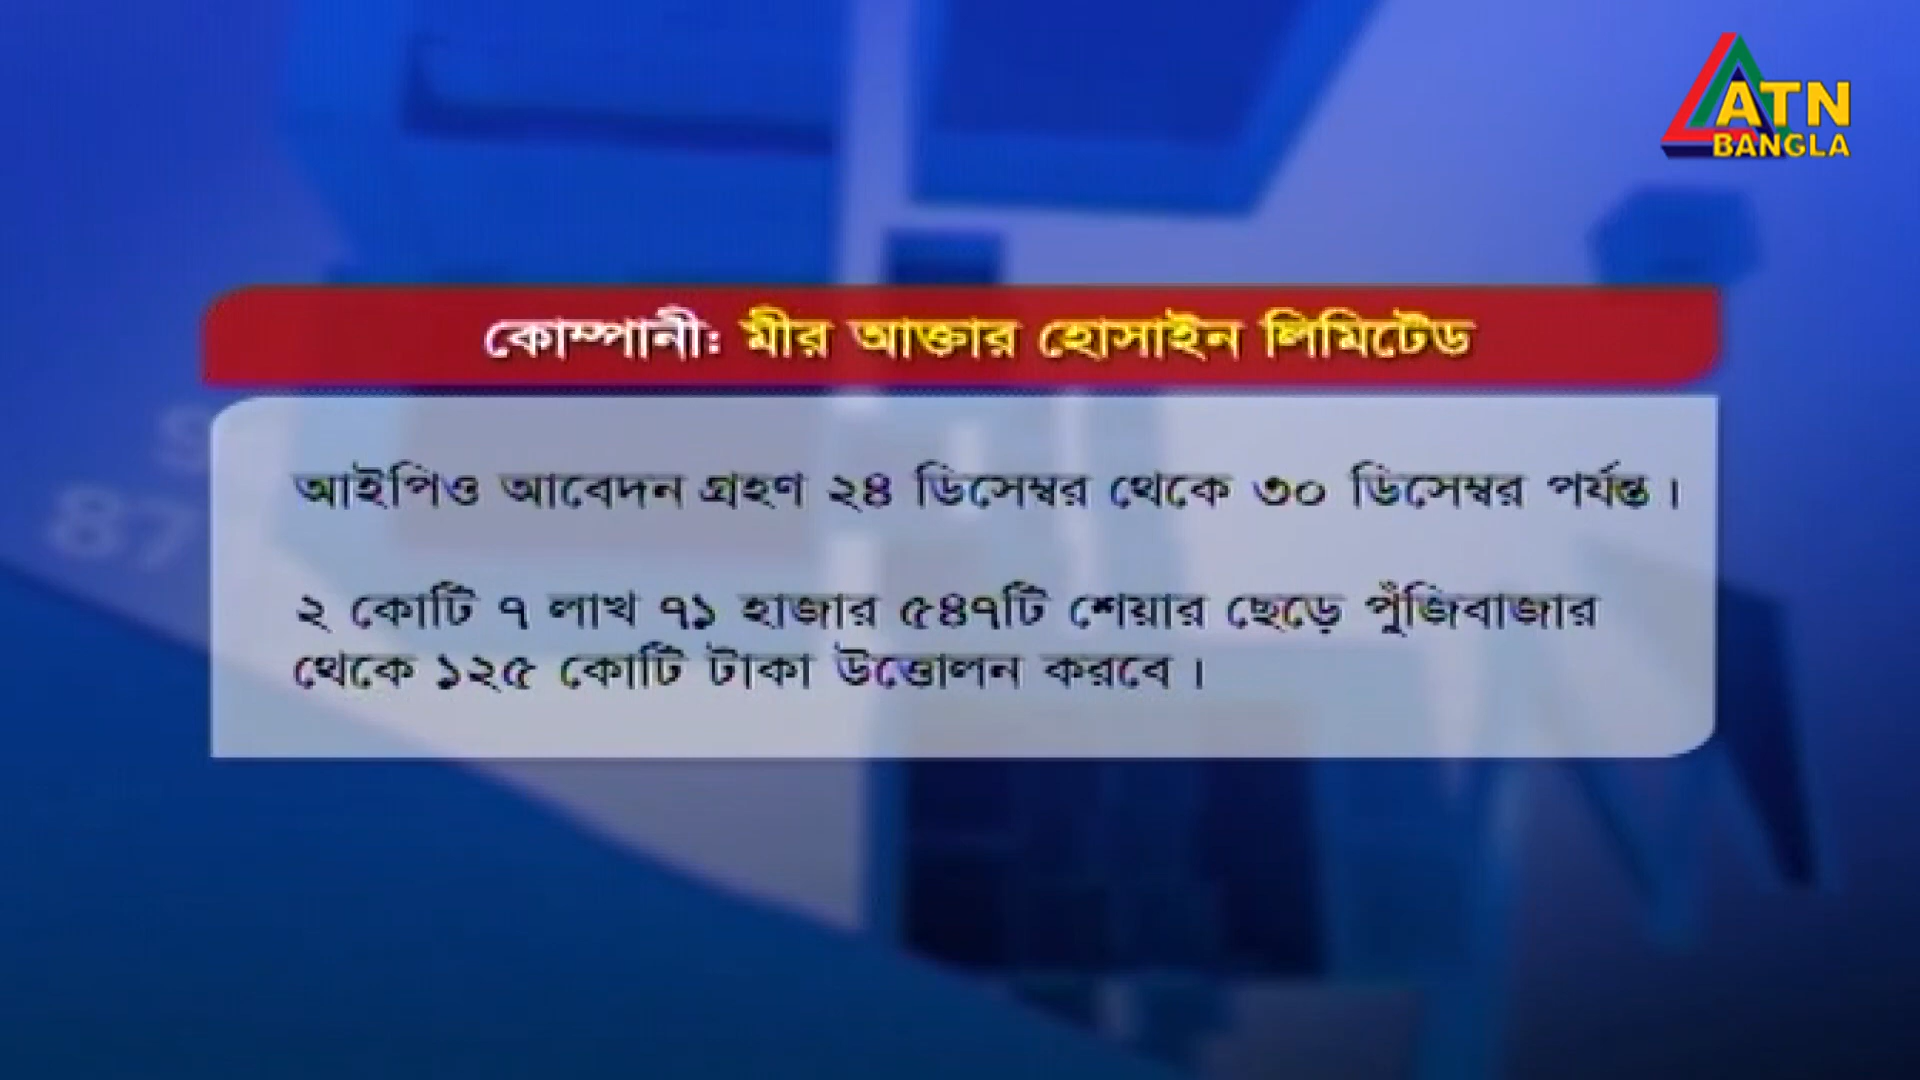 ATN
BANGLA
কোম্পানী: মীর আক্তার হোসাইন লিমিটেড
আইপিও আবেদন গ্রহণ ২৪ ডিসেম্বর থেকে ৩০ ডিসেম্বর পর্যন্ত।
২ কোটি ৭ লাখ ৭১ হাজার ৫৪৭টি শেয়ার ছেড়ে পুঁজিবাজার
থেকে ১২৫ কোটি টাকা উত্তোলন করবে।
87